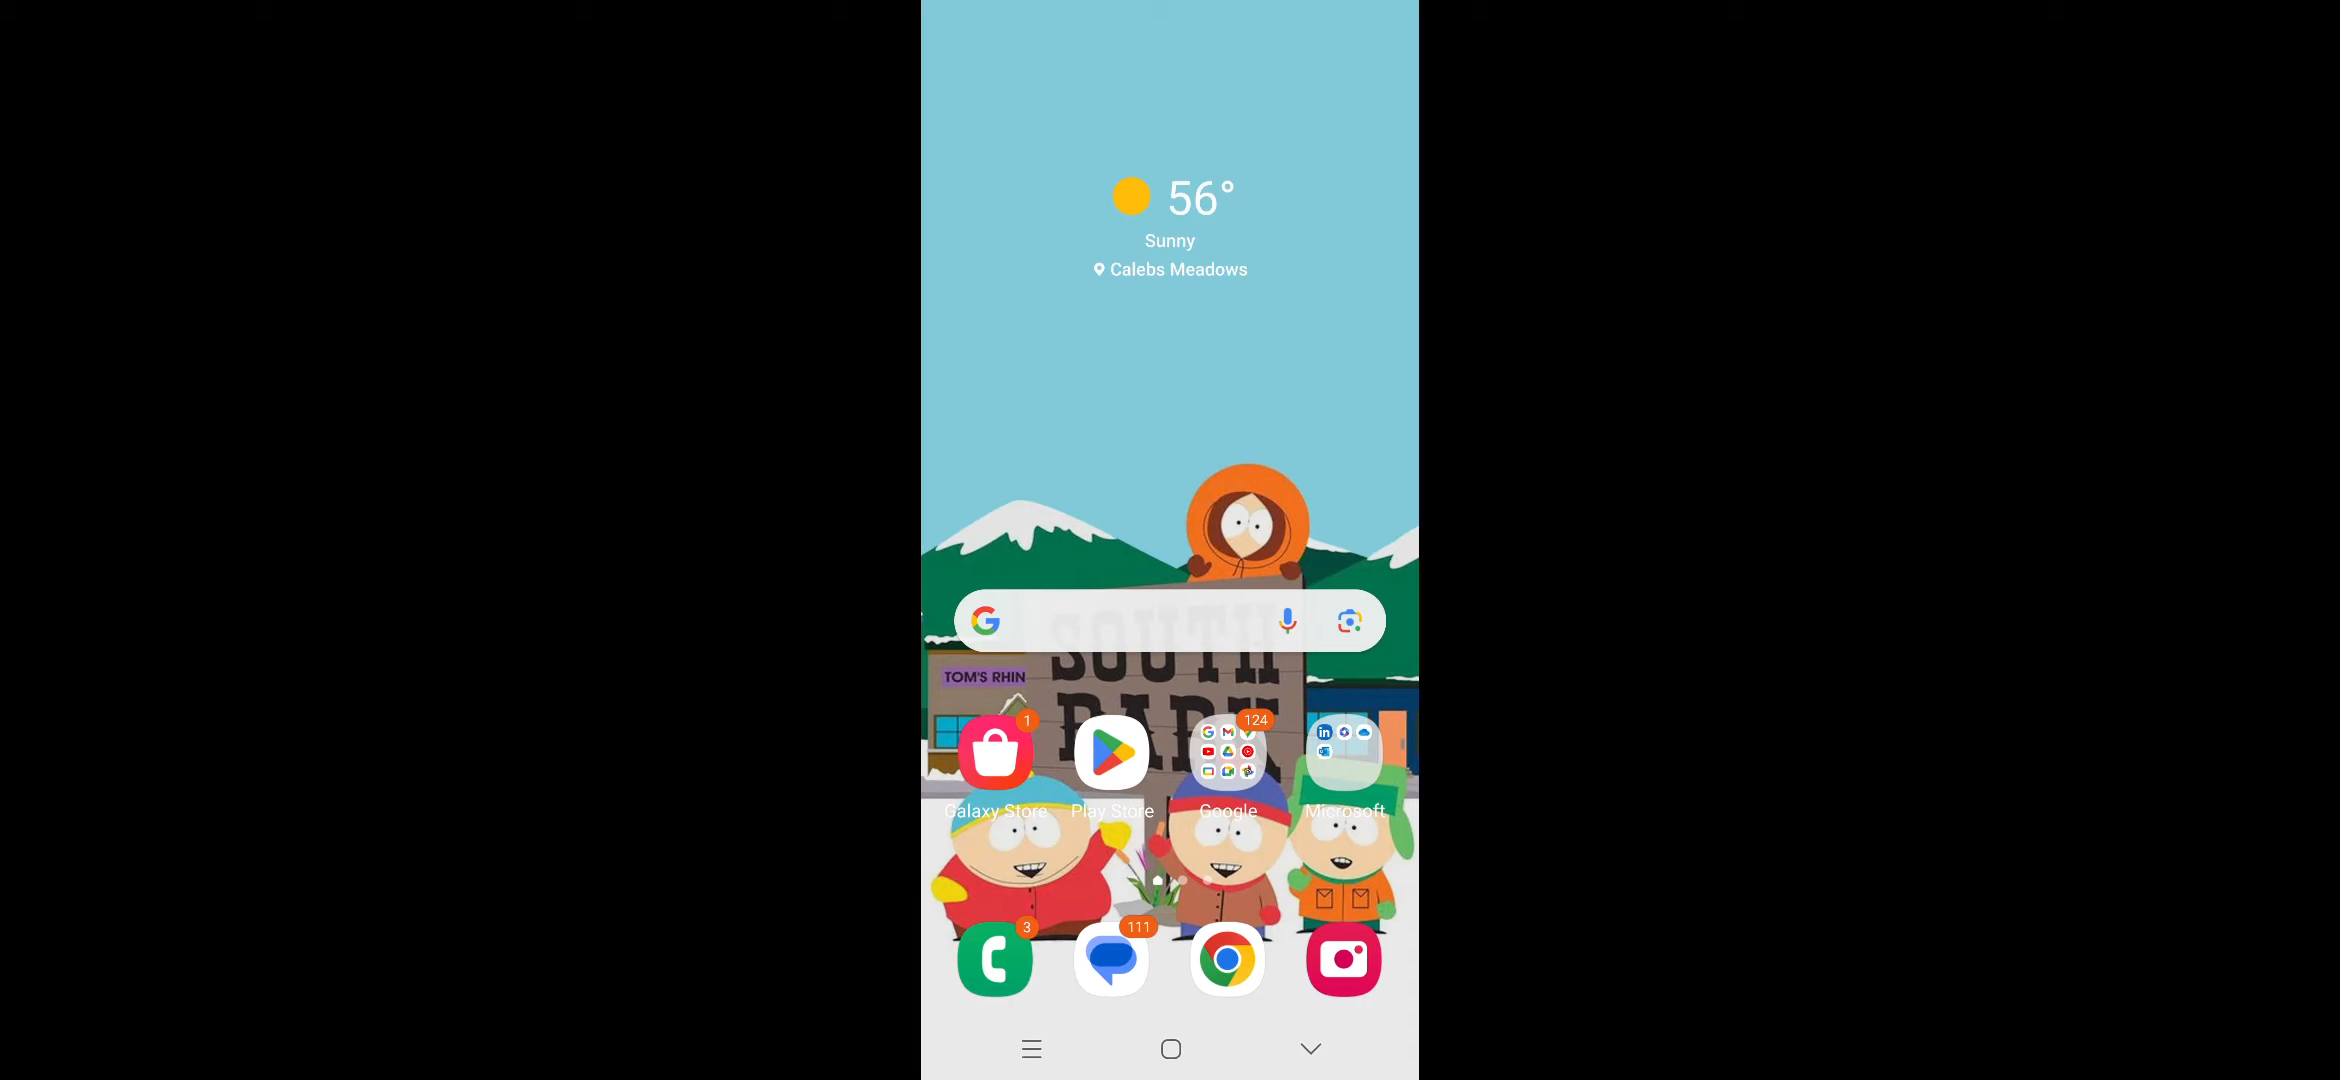 56°
Sunny
Calebs Meadows
SOUTH
TOM'S RHIN
PARK
1
124
Galaxy Store
Play Store
Google
Microsoft
3
111